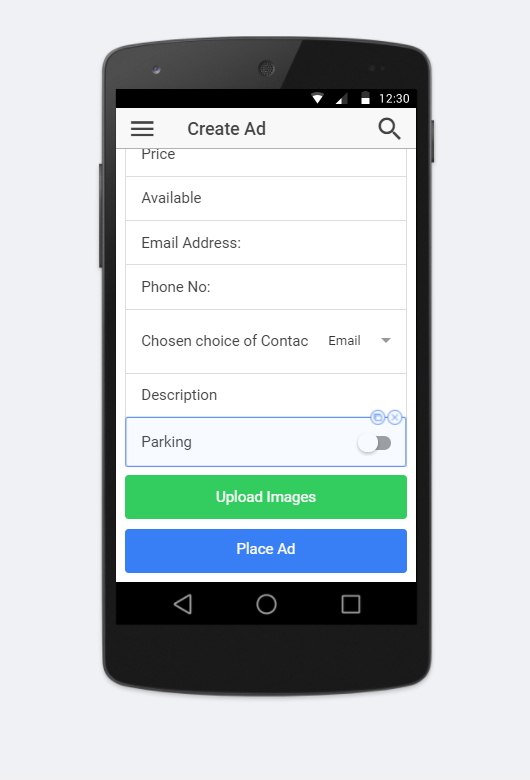 12:30
Create Ad
Price
Available
Email Address:
Phone No:
Chosen choice of Contac Email
Description
Parking
Upload Images
Place Ad